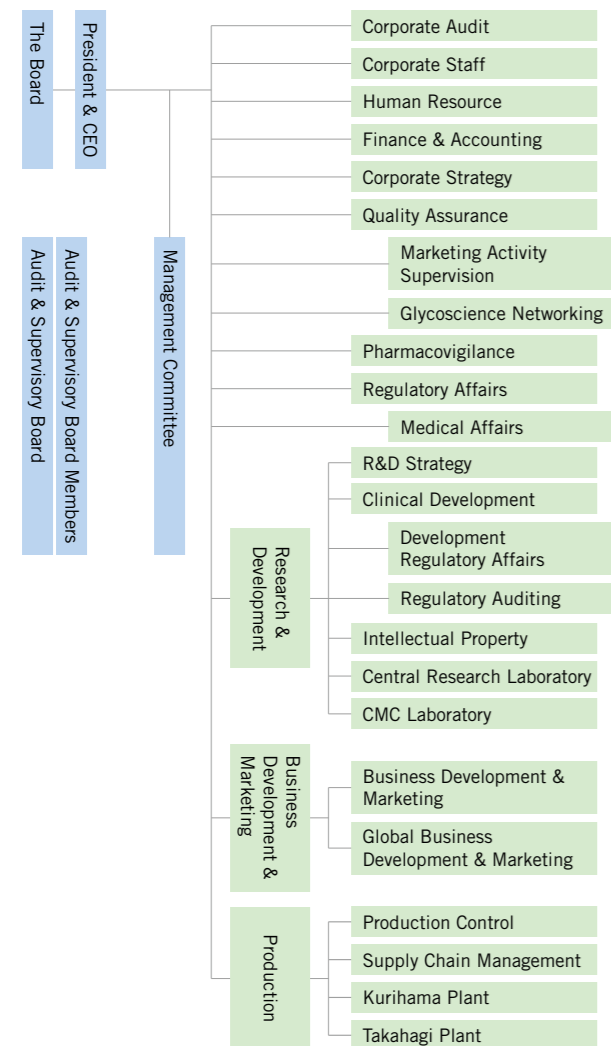 The Board
President & CEO
Audit & Supervisory Board
Audit & Supervisory Board Members
Management Committee
Corporate Audit
Corporate Staff
Human Resource
Finance & Accounting
Corporate Strategy
Quality Assurance
Marketing Activity
Supervision
Glycoscience Networking
Pharmacovigilance
Regulatory Affairs
Medical Affairs
Research &
Development
R&D Strategy
Clinical Development
Development
Regulatory Affairs
Regulatory Auditing
Intellectual Property
Central Research Laboratory
CMC Laboratory
Business
Development &
Marketing
Business Development &
Marketing
Global Business
Development & Marketing
Production
Production Control
Supply Chain Management
Kurihama Plant
Takahagi Plant